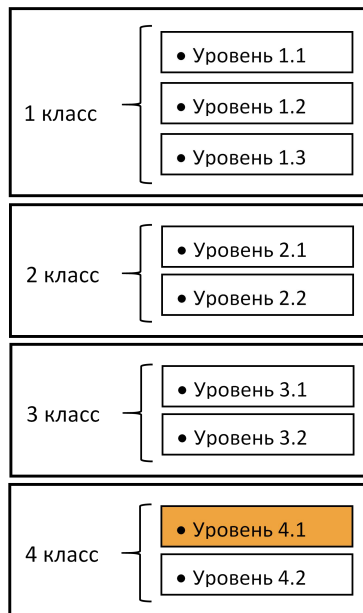 1 класс
• Уровень 1.1
• Уровень 1.2
• Уровень 1.3
2 класс
• Уровень 2.1
• Уровень 2.2
3 класс
• Уровень 3.1
• Уровень 3.2
4 класс
• Уровень 4.1
• Уровень 4.2